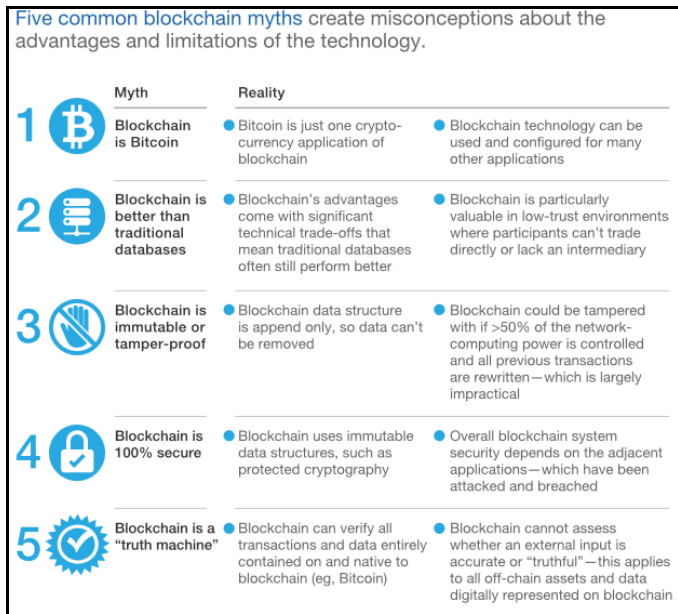 Five common blockchain myths create misconceptions about the
advantages and limitations of the technology.
Myth
Reality
1
Blockchain
is Bitcoin
Bitcoin is just one crypto-
currency application of
blockchain
Blockchain technology can be
used and configured for many
other applications
2
Blockchain is
better than
traditional
databases
Blockchain's advantages
come with significant
technical trade-offs that
mean traditional databases
often still perform better
Blockchain is particularly
valuable in low-trust environments
where participants can't trade
directly or lack an intermediary
3
Blockchain is
immutable or
tamper-proof
Blockchain data structure
is append only, so data can't
be removed
Blockchain could be tampered
with if >50% of the network-
computing power is controlled
and all previous transactions
are rewritten—which is largely
impractical
4
Blockchain is
100% secure
Blockchain uses immutable
data structures, such as
protected cryptography
Overall blockchain system
security depends on the adjacent
applications—which have been
attacked and breached
5
Blockchain is a
“truth machine”
Blockchain can verify all
transactions and data entirely
contained on and native to
blockchain (eg, Bitcoin)
Blockchain cannot assess
whether an external input is
accurate or “truthful”—this applies
to all off-chain assets and data
digitally represented on blockchain